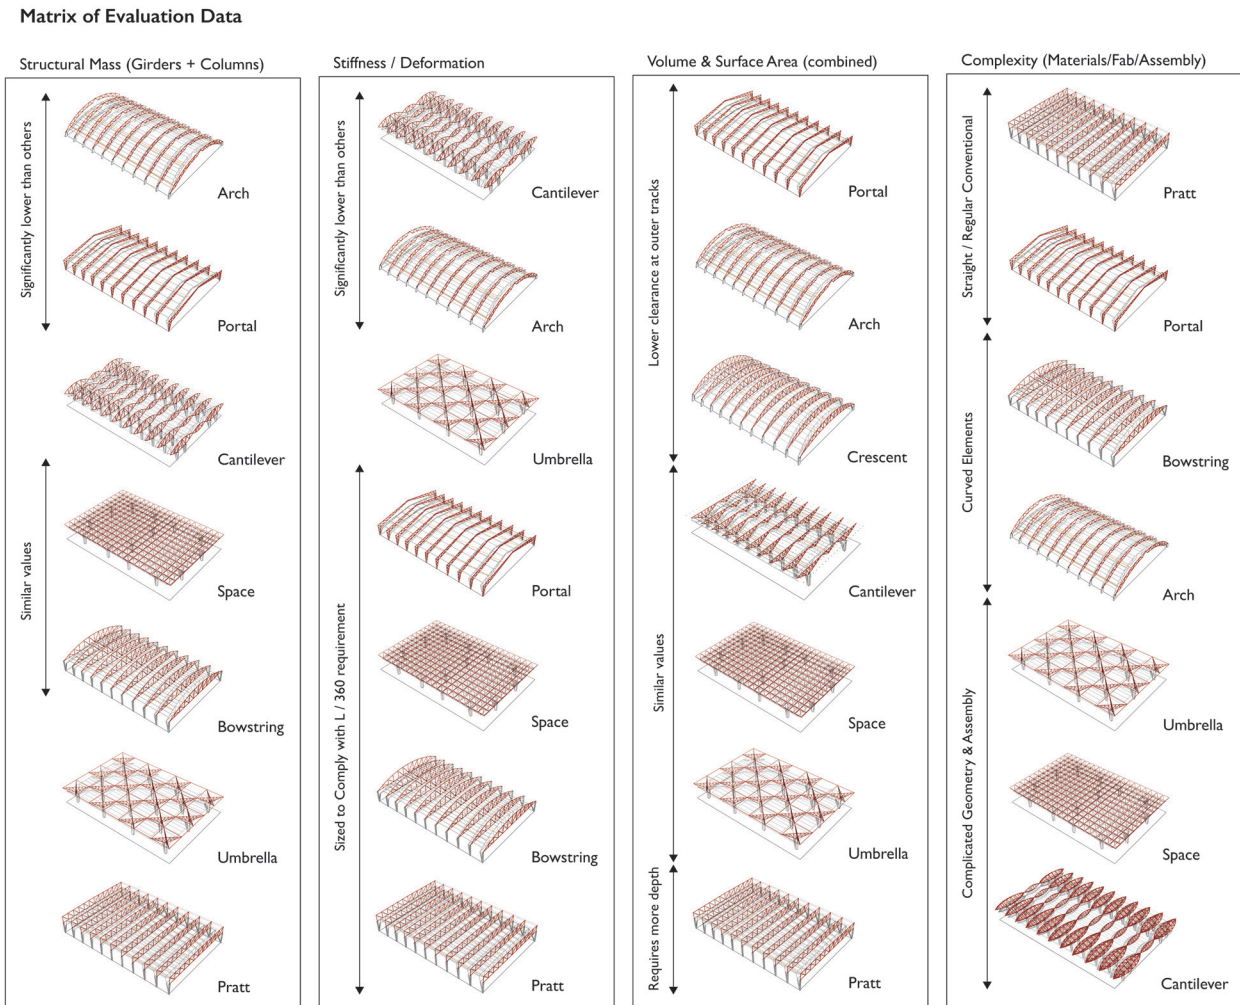 Matrix of Evaluation Data
Structural Mass (Girders + Columns)
Significantly lower than others
Arch
Portal
Cantilever
Similar values
Space
Bowstring
Umbrella
Pratt
Stiffness / Deformation
Significantly lower than others
Cantilever
Arch
Umbrella
Sized to Comply with L / 360 requirement
Portal
Space
Bowstring
Pratt
Volume & Surface Area (combined)
Lower clearance at outer tracks
Portal
Arch
Crescent
Similar values
Cantilever
Space
Umbrella
Requires more depth
Pratt
Complexity (Materials/Fab/Assembly)
Straight / Regular Conventional
Pratt
Portal
Curved Elements
Bowstring
Arch
Complicated Geometry & Assembly
Umbrella
Space
Cantilever